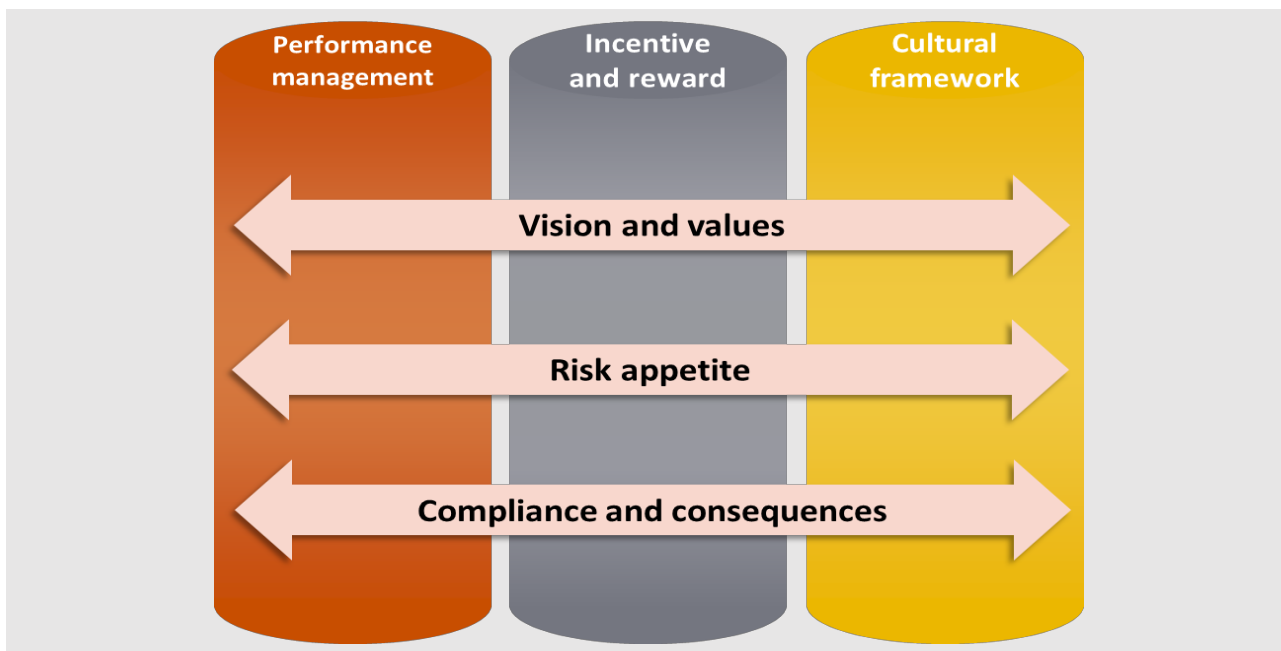 Performance
management
Incentive
and reward
Cultural
framework
Vision and values
Risk appetite
Compliance and consequences